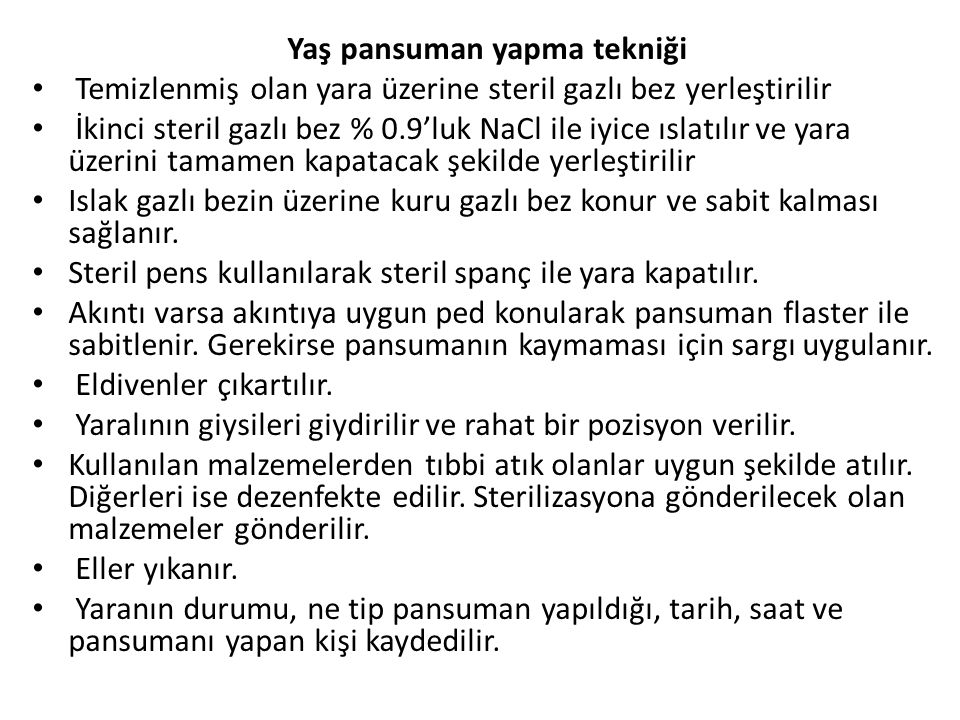 Yaş pansuman yapma tekniği
• Temizlenmiş olan yara üzerine steril gazlı bez yerleştirilir
• İkinci steril gazlı bez % 0.9’luk NaCl ile iyice ıslatılır ve yara
üzerini tamamen kapatacak şekilde yerleştirilir
• Islak gazlı bezin üzerine kuru gazlı bez konur ve sabit kalması
sağlanır.
• Steril pens kullanılarak steril spanç ile yara kapatılır.
• Akıntı varsa akıntıya uygun ped konularak pansuman flaster ile
sabitlenir. Gerekirse pansumanın kaymaması için sargı uygulanır.
• Eldivenler çıkartılır.
• Yaralının giysileri giydirilir ve rahat bir pozisyon verilir.
• Kullanılan malzemelerden tıbbi atık olanlar uygun şekilde atılır.
Diğerleri ise dezenfekte edilir. Sterilizasyona gönderilecek olan
malzemeler gönderilir.
• Eller yıkanır.
• Yaranın durumu, ne tip pansuman yapıldığı, tarih, saat ve
pansumanı yapan kişi kaydedilir.